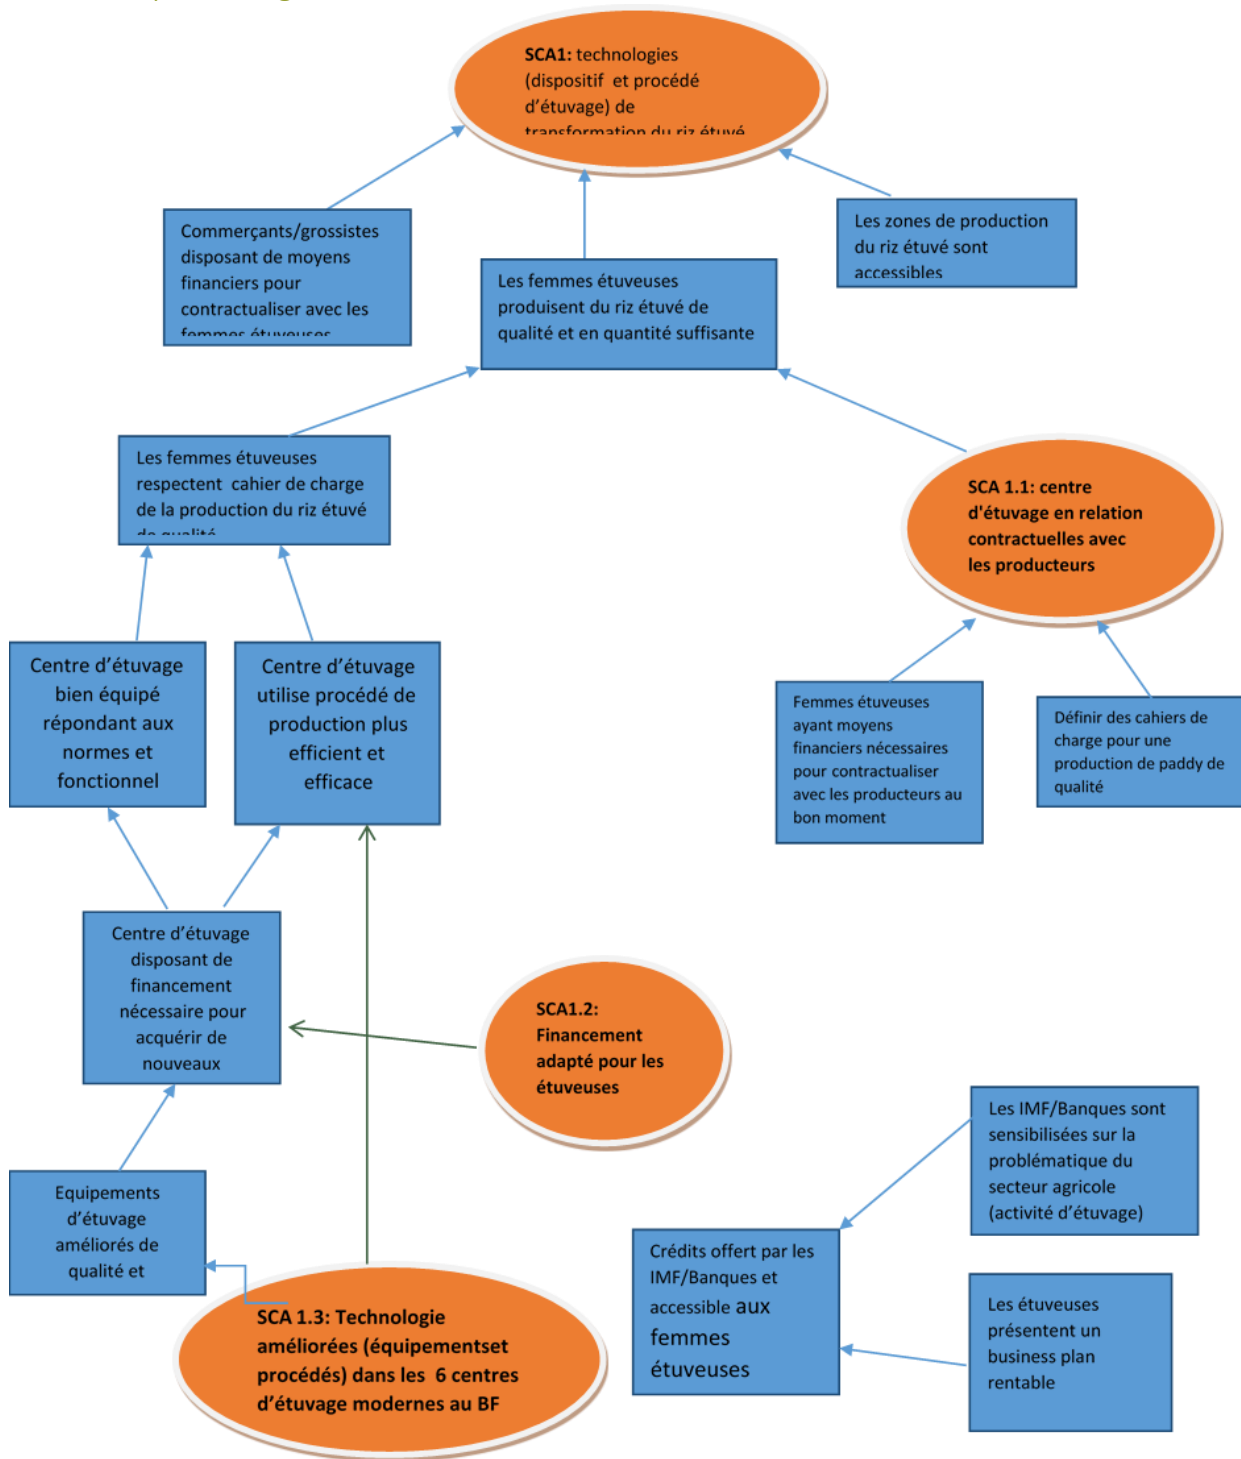 SCA1: technologies
(dispositif et procédé
d'étuvage) de
transformation du riz étuvé
Commerçants/grossistes
disposant de moyens
financiers pour
contractualiser avec les
femmes étuveuses
Les femmes étuveuses
produisent du riz étuvé de
qualité et en quantité suffisante
Les zones de production
du riz étuvé sont
accessibles
Les femmes étuveuses
respectent cahier de charge
de la production du riz étuvé
de qualité
SCA 1.1: centre
d'étuvage en relation
contractuelles avec
les producteurs
Centre d'étuvage
bien équipé
répondant aux
normes et
fonctionnel
Centre d'étuvage
utilise procédé de
production plus
efficient et
efficace
Femmes étuveuses
ayant moyens
financiers nécessaires
pour contractualiser
avec les producteurs au
bon moment
Définir des cahiers de
charge pour une
production de paddy de
qualité
Centre d'étuvage
disposant de
financement
nécessaire pour
acquérir de
nouveaux
SCA1.2:
Financement
adapté pour les
étuveuses
Les IMF/Banques sont
sensibilisées sur la
problématique du
secteur agricole
(activité d'étuvage)
Equipements
d'étuvage
améliorés de
qualité et
Crédits offert par les
IMF/Banques et
accessible aux
femmes
étuveuses
Les étuveuses
présentent un
business plan
rentable
SCA 1.3: Technologie
améliorées (équipementset
procédés) dans les 6 centres
d'étuvage modernes au BF